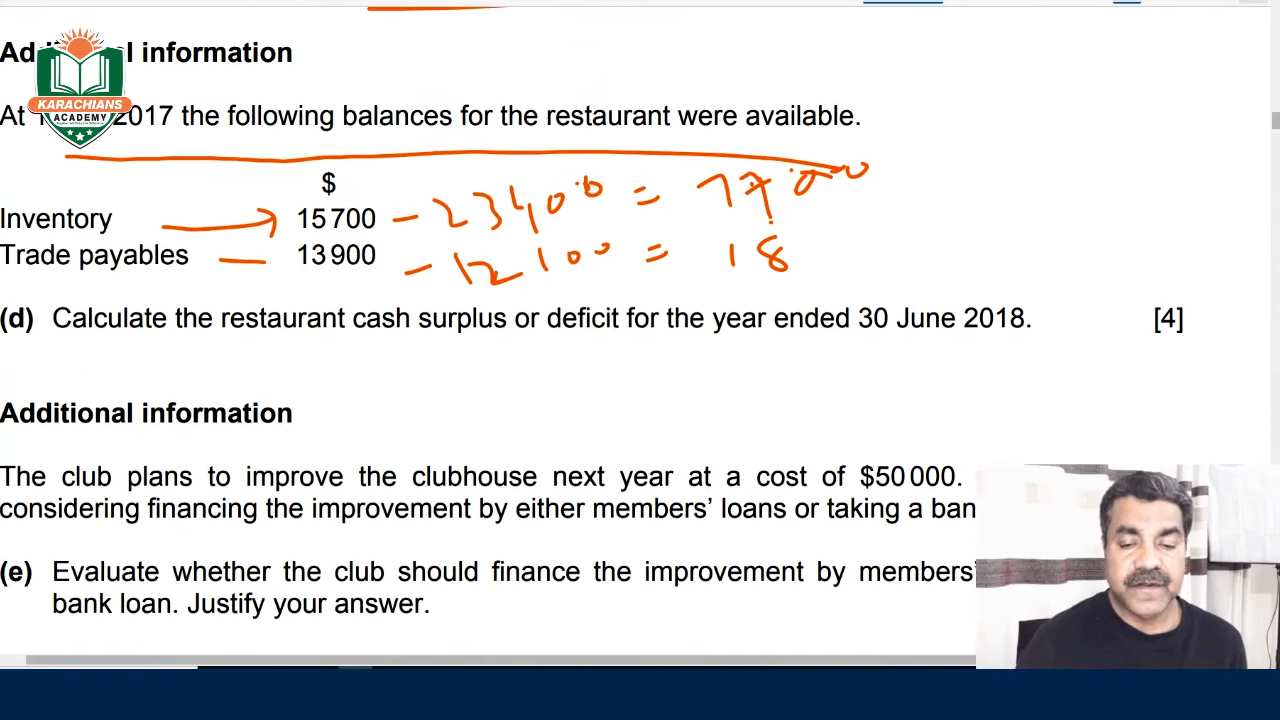 Additional information
KARACHIANS
ACADEMY
At 1 2017 the following balances for the restaurant were available.
$
Inventory 15 700 - 23400 = 7700
Trade payables 13 900 - 12100 = 18
(d) Calculate the restaurant cash surplus or deficit for the year ended 30 June 2018. [4]
Additional information
The club plans to improve the clubhouse next year at a cost of $50 000.
considering financing the improvement by either members' loans or taking a ban
(e) Evaluate whether the club should finance the improvement by members'
bank loan. Justify your answer.